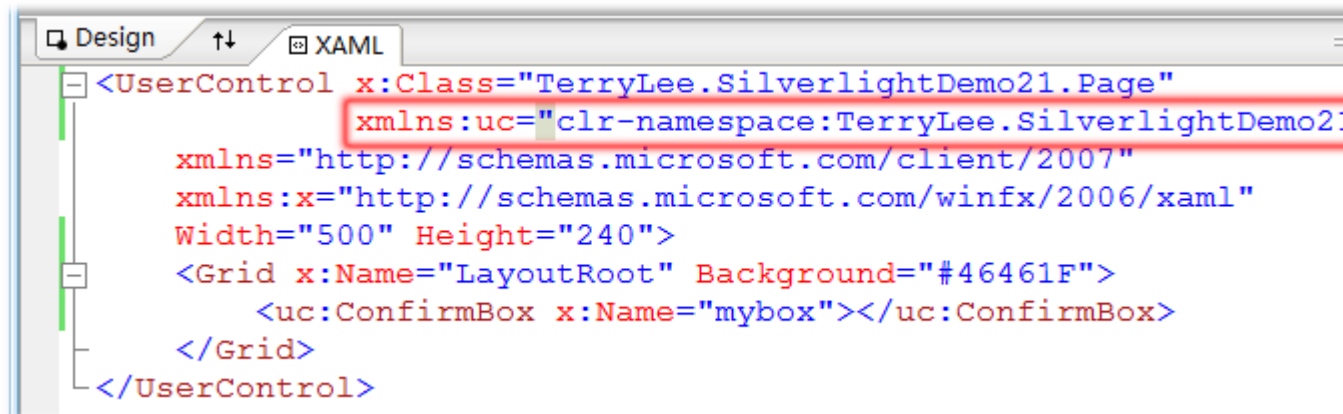 Design XAML
<UserControl x:Class="TerryLee.SilverlightDemo21.Page"
xmlns:uc="clr-namespace:TerryLee.SilverlightDemo21
xmlns="http://schemas.microsoft.com/client/2007"
xmlns:x="http://schemas.microsoft.com/winfx/2006/xaml"
Width="500" Height="240">
<Grid x:Name="LayoutRoot" Background="#46461F">
<uc:ConfirmBox x:Name="mybox"></uc:ConfirmBox>
</Grid>
</UserControl>